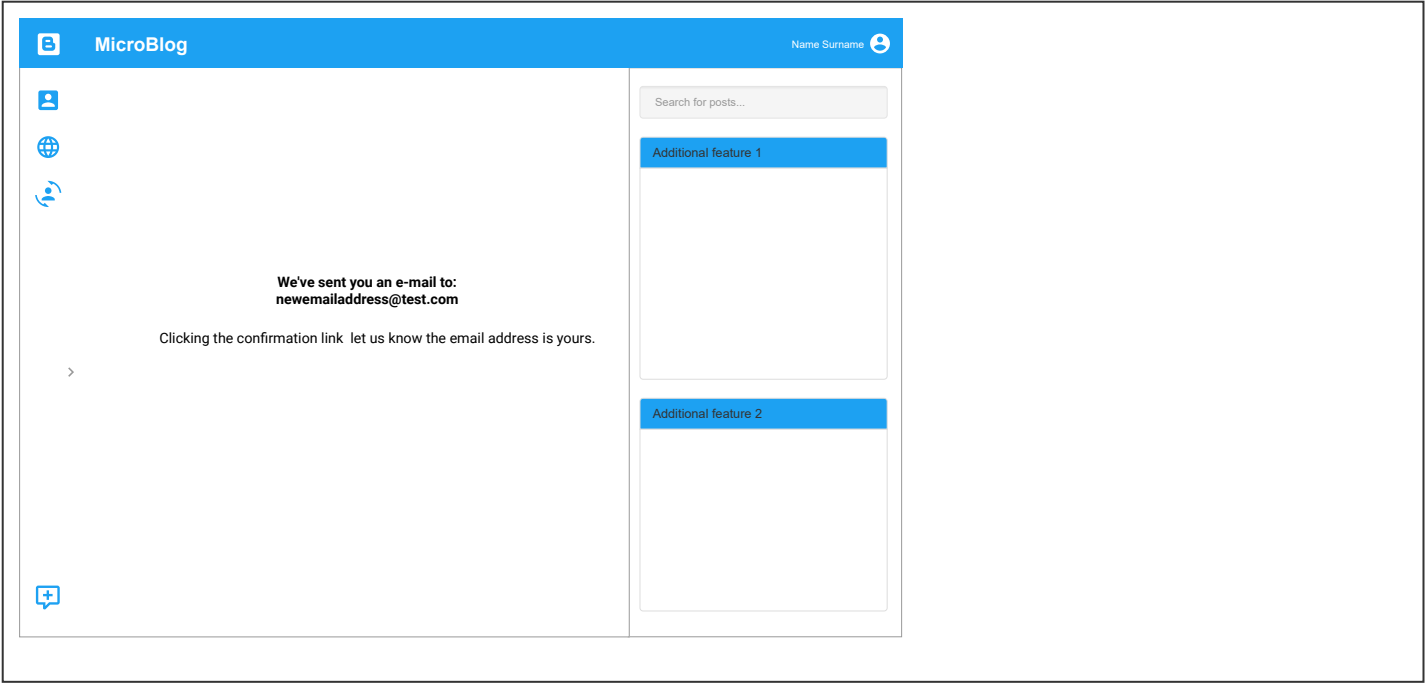 MicroBlog
Name Surname
Search for posts...
Additional feature 1
We've sent you an e-mail to:
newemailaddress@test.com
Clicking the confirmation link  let us know the email address is yours.
Additional feature 2